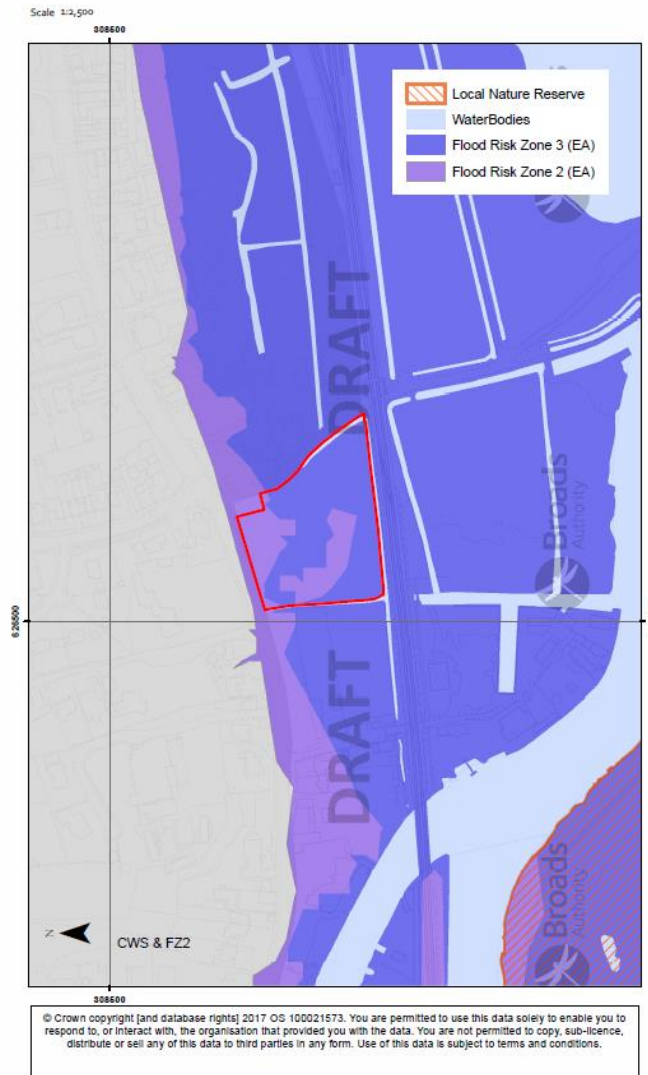 Scale 1:2,500
308500
Local Nature Reserve
WaterBodies
Flood Risk Zone 3 (EA)
Flood Risk Zone 2 (EA)
DRAFT
Broads
Authority
626500
DRAFT
Broads
Authority
N
CWS & FZ2
308500
© Crown copyright [and database rights] 2017 OS 100021573. You are permitted to use this data solely to enable you to
respond to, or interact with, the organisation that provided you with the data. You are not permitted to copy, sub-licence,
distribute or sell any of this data to third parties in any form. Use of this data is subject to terms and conditions.